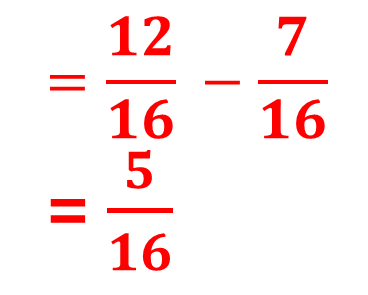 = 12/16 − 7/16
= 5/16